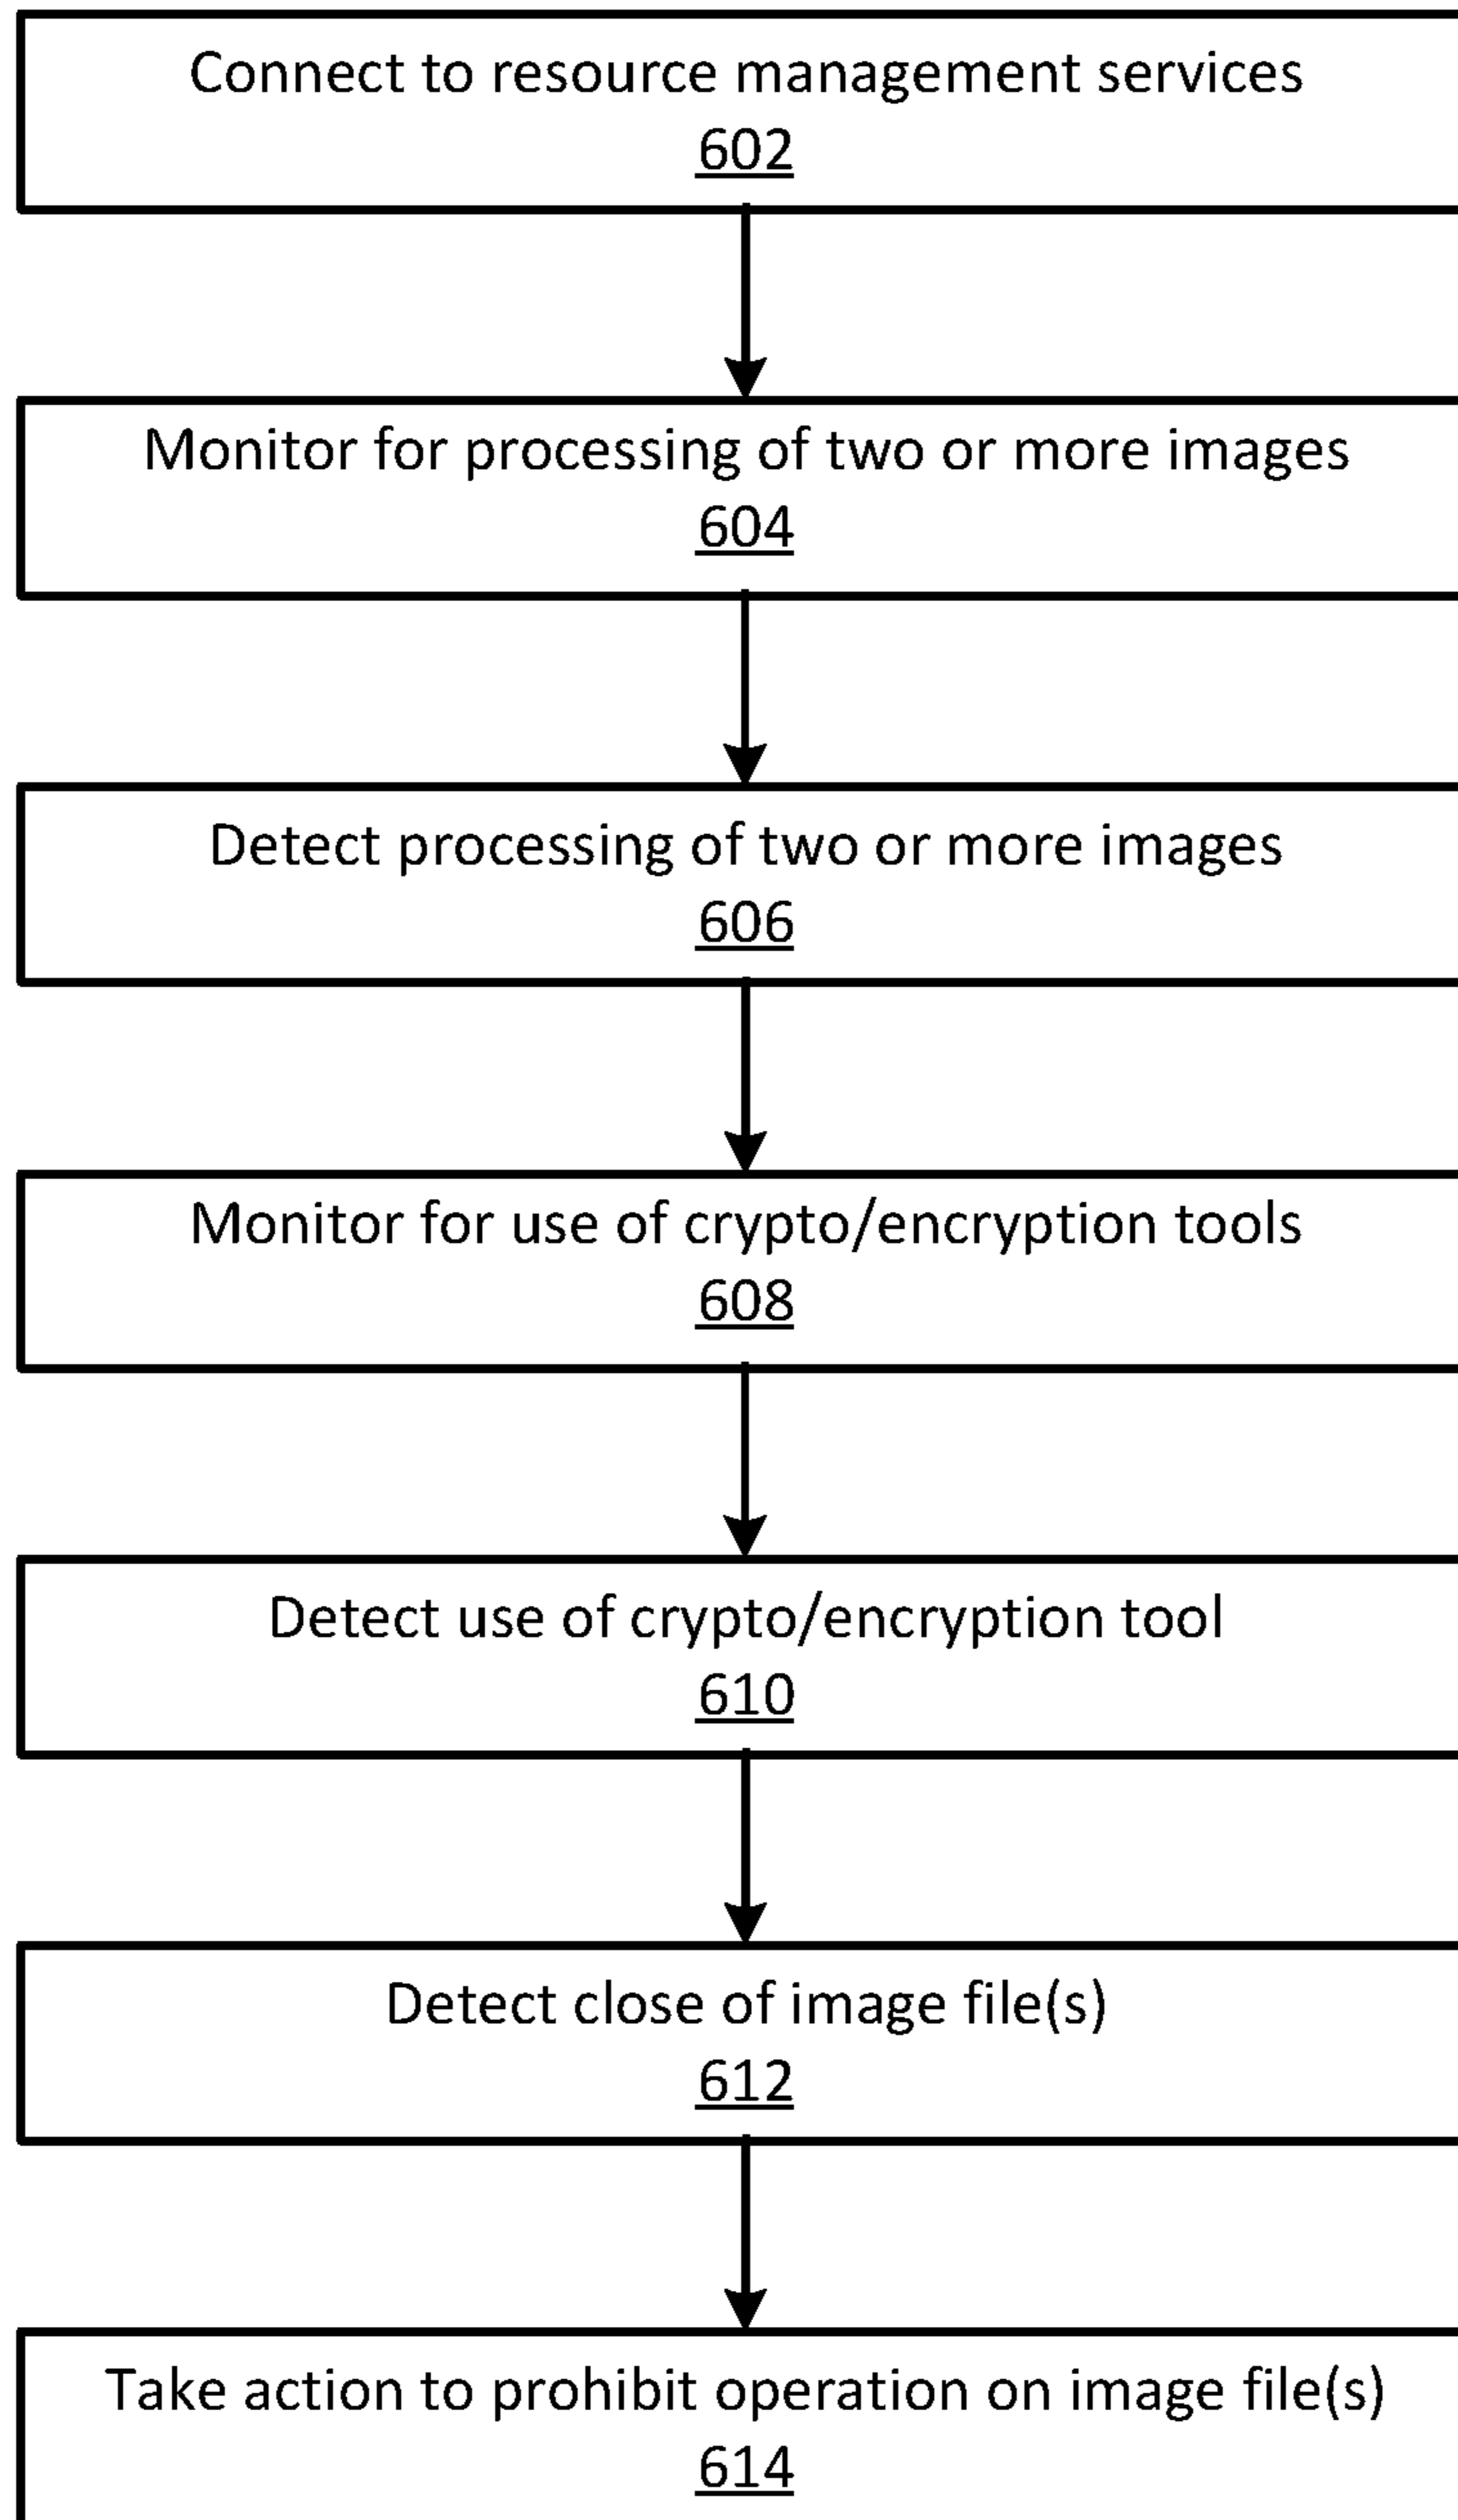 Connect to resource management services
602
Monitor for processing of two or more images
604
Detect processing of two or more images
606
Monitor for use of crypto/encryption tools
608
Detect use of crypto/encryption tool
610
Detect close of image file(s)
612
Take action to prohibit operation on image file(s)
614